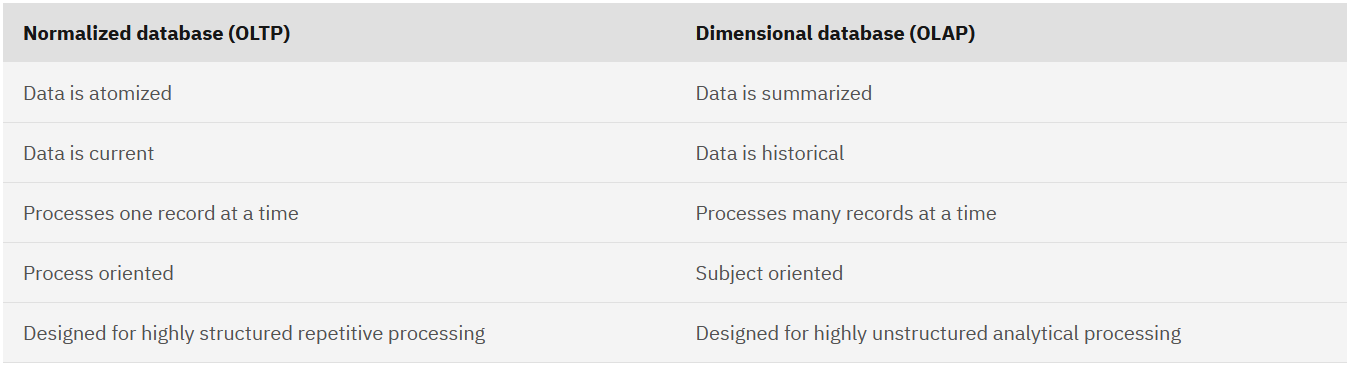 Normalized database (OLTP) Dimensional database (OLAP)
Data is atomized Data is summarized
Data is current Data is historical
Processes one record at a time Processes many records at a time
Process oriented Subject oriented
Designed for highly structured repetitive processing Designed for highly unstructured analytical processing